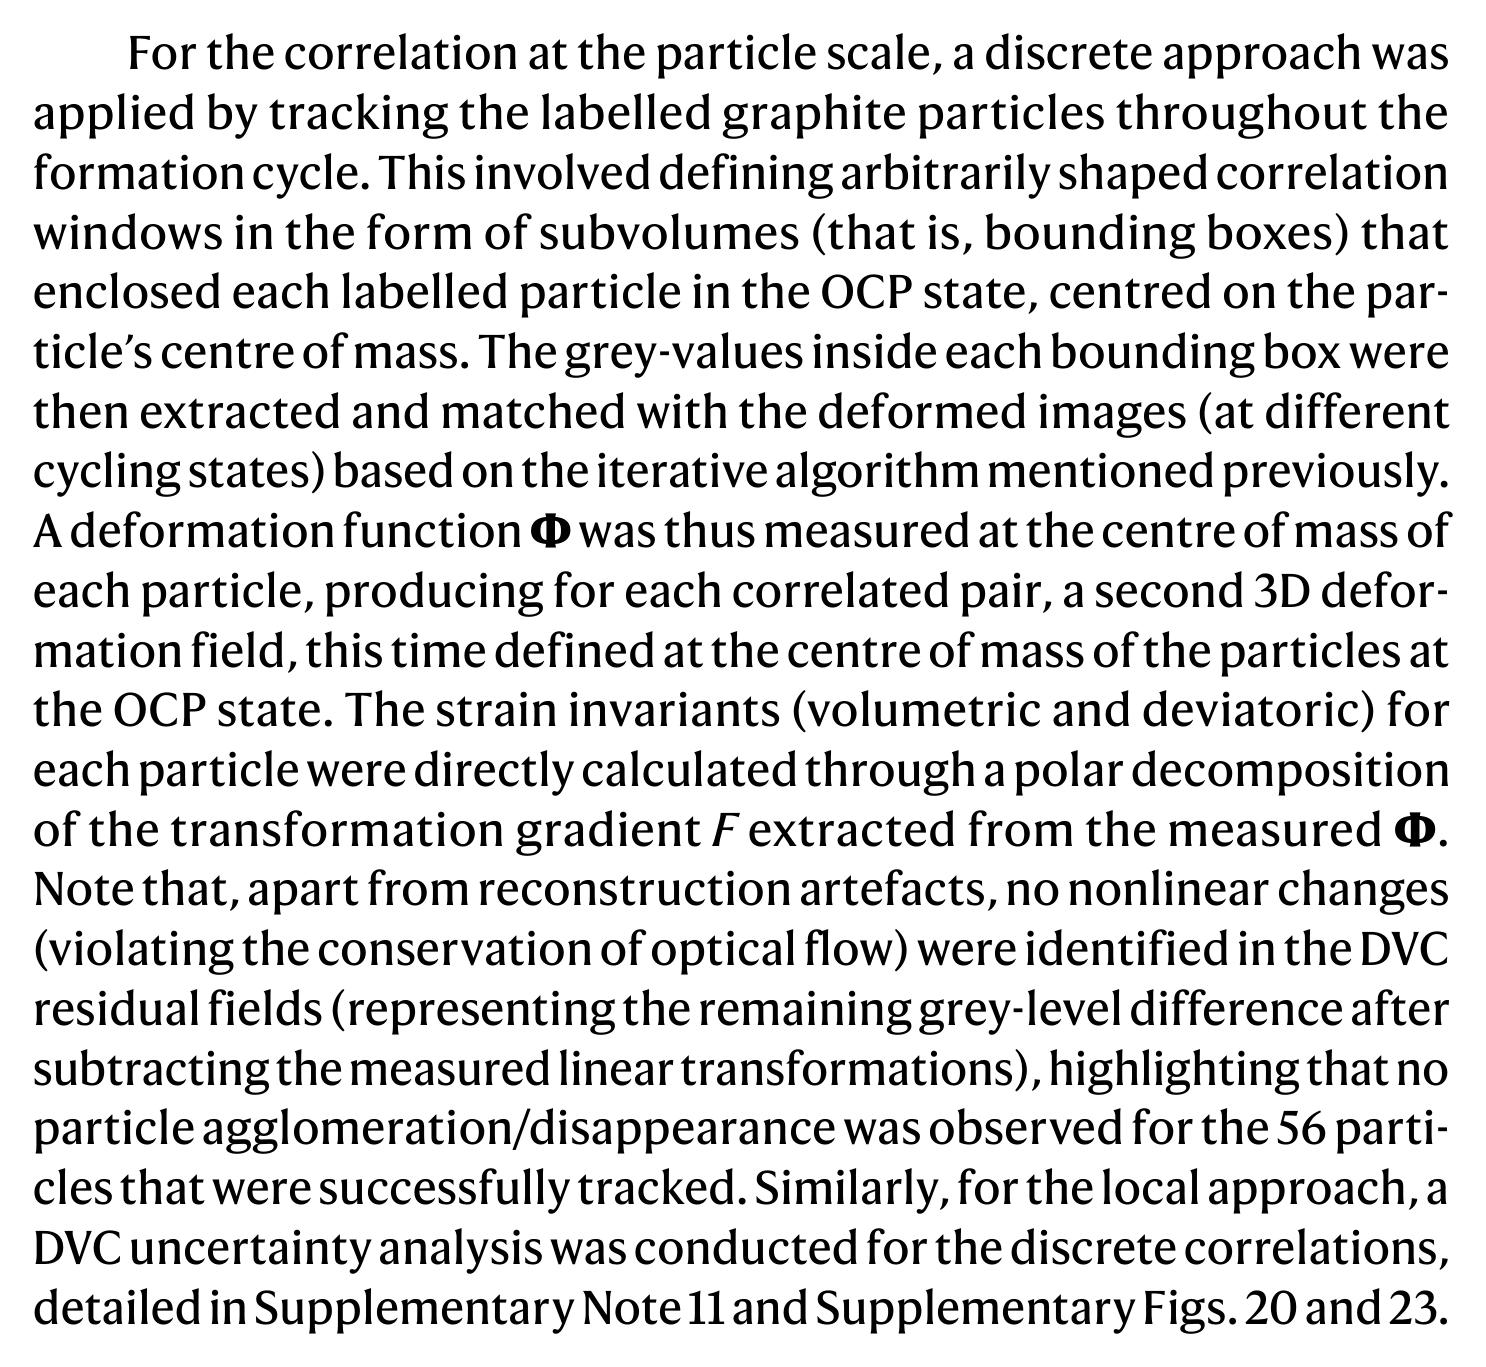 For the correlation at the particle scale, a discrete approach was
applied by tracking the labelled graphite particles throughout the
formation cycle. This involved defining arbitrarily shaped correlation
windows in the form of subvolumes (that is, bounding boxes) that
enclosed each labelled particle in the OCP state, centred on the par-
ticle’s centre of mass. The grey-values inside each bounding box were
then extracted and matched with the deformed images (at different
cycling states) based on the iterative algorithm mentioned previously.
A deformation function Φ was thus measured at the centre of mass of
each particle, producing for each correlated pair, a second 3D defor-
mation field, this time defined at the centre of mass of the particles at
the OCP state. The strain invariants (volumetric and deviatoric) for
each particle were directly calculated through a polar decomposition
of the transformation gradient F extracted from the measured Φ.
Note that, apart from reconstruction artefacts, no nonlinear changes
(violating the conservation of optical flow) were identified in the DVC
residual fields (representing the remaining grey-level difference after
subtracting the measured linear transformations), highlighting that no
particle agglomeration/disappearance was observed for the 56 parti-
cles that were successfully tracked. Similarly, for the local approach, a
DVC uncertainty analysis was conducted for the discrete correlations,
detailed in Supplementary Note 11 and Supplementary Figs. 20 and 23.